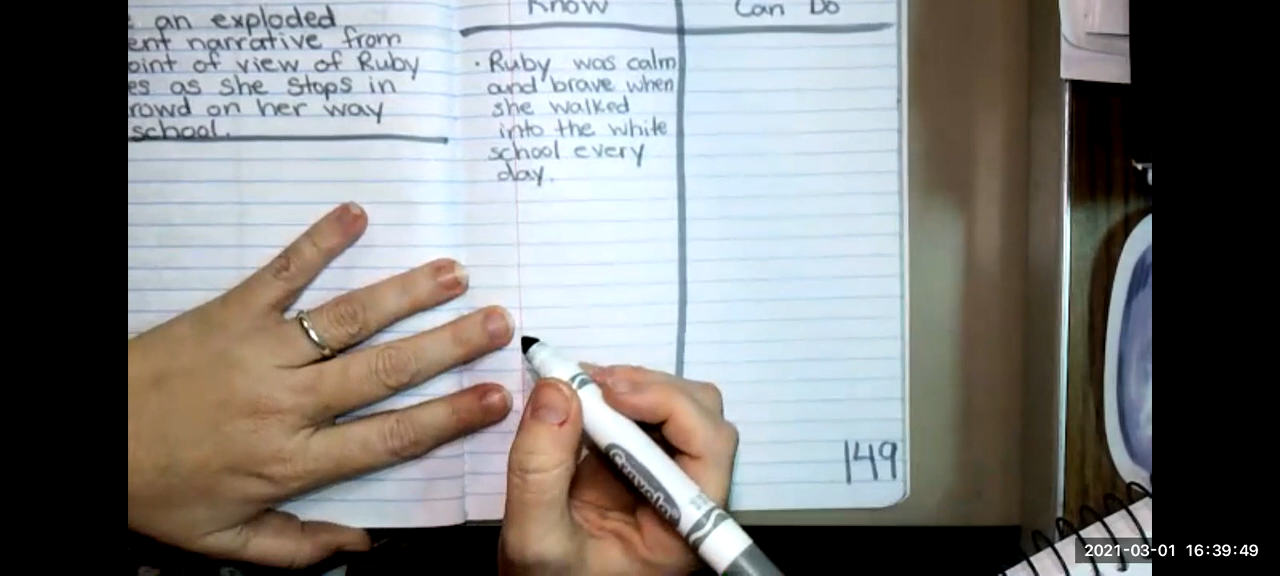 an exploded
ent narrative from
oint of view of Ruby
es as she stops in
rowd on her way
school.
Know
Can Do
· Ruby was calm
and brave when
she walked
into the white
school every
day.
Crayola
149
2021-03-01 16:39:49